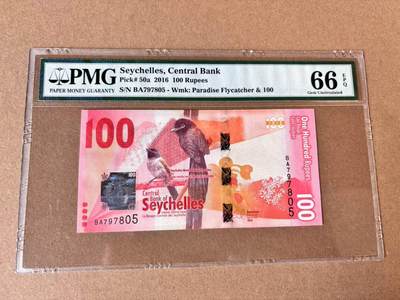 PMG
PAPER MONEY GUARANTY
Seychelles, Central Bank
Pick# 50a 2016 100 Rupees
S/N BA797805 - Wmk: Paradise Flycatcher & 100
66 EPQ
Gem Uncirculated
100
100
One Hundred Rupees
BA797805
Central
Bank of
Seychelles
BA797805
100